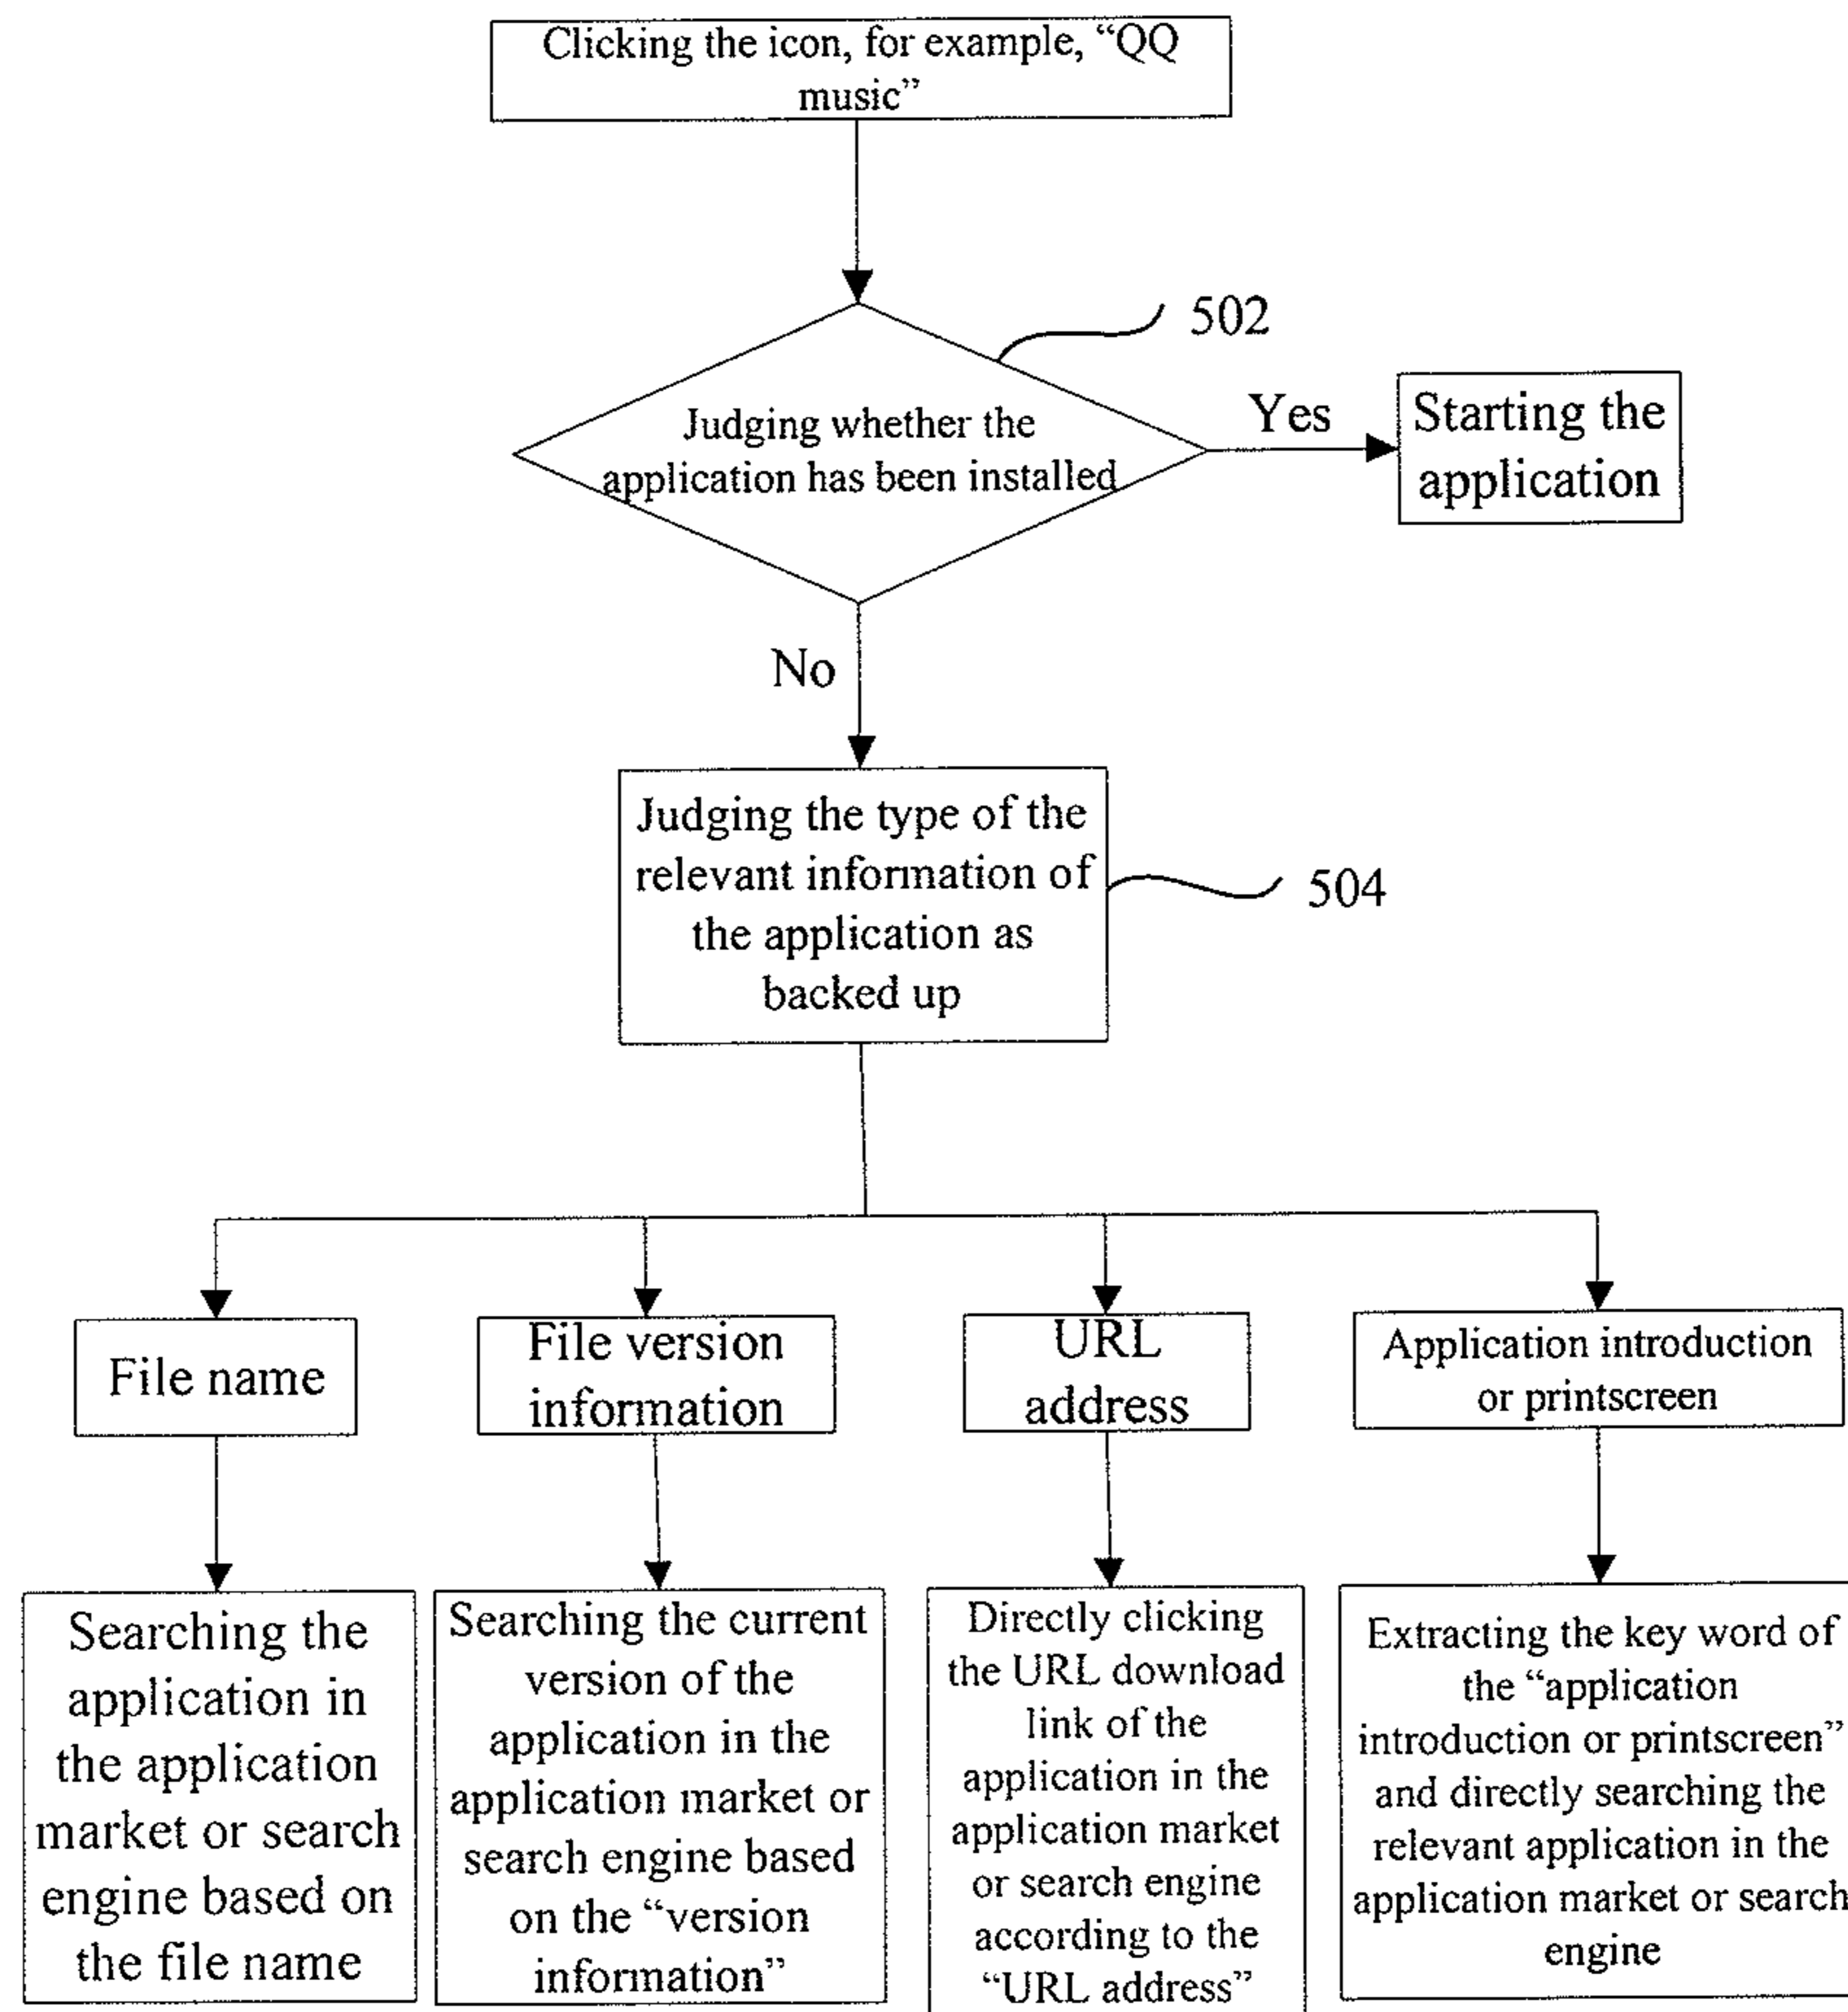 Clicking the icon, for example, “QQ
music”
502
Judging whether the
application has been installed
Yes
Starting the
application
No
Judging the type of the
relevant information of
the application as
backed up
504
File name
File version
information
URL
address
Application introduction
or printscreen
Searching the
application in
the application
market or search
engine based on
the file name
Searching the current
version of the
application in the
application market or
search engine based
on the “version
information”
Directly clicking
the URL download
link of the
application in the
application market
or search engine
according to the
“URL address”
Extracting the key word of
the “application
introduction or printscreen”
and directly searching the
relevant application in the
application market or search
engine